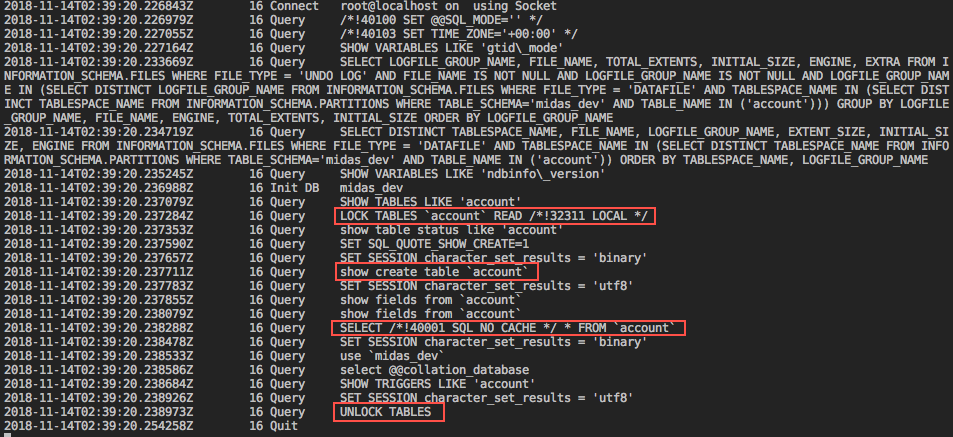 2018-11-14T02:39:20.226843Z 16 Connect root@localhost on using Socket
2018-11-14T02:39:20.226979Z 16 Query /*!40100 SET @@SQL_MODE='' */
2018-11-14T02:39:20.227055Z 16 Query /*!40103 SET TIME_ZONE='+00:00' */
2018-11-14T02:39:20.227164Z 16 Query SHOW VARIABLES LIKE 'gtid\_mode'
2018-11-14T02:39:20.233669Z 16 Query SELECT LOGFILE_GROUP_NAME, FILE_NAME, TOTAL_EXTENTS, INITIAL_SIZE, ENGINE, EXTRA FROM I
NFORMATION_SCHEMA.FILES WHERE FILE_TYPE = 'UNDO LOG' AND FILE_NAME IS NOT NULL AND LOGFILE_GROUP_NAME IS NOT NULL AND LOGFILE_GROUP_NAM
E IN (SELECT DISTINCT LOGFILE_GROUP_NAME FROM INFORMATION_SCHEMA.FILES WHERE FILE_TYPE = 'DATAFILE' AND TABLESPACE_NAME IN (SELECT DIST
INCT TABLESPACE_NAME FROM INFORMATION_SCHEMA.PARTITIONS WHERE TABLE_SCHEMA='midas_dev' AND TABLE_NAME IN ('account'))) GROUP BY LOGFILE
_GROUP_NAME, FILE_NAME, ENGINE, TOTAL_EXTENTS, INITIAL_SIZE ORDER BY LOGFILE_GROUP_NAME
2018-11-14T02:39:20.234719Z 16 Query SELECT DISTINCT TABLESPACE_NAME, FILE_NAME, LOGFILE_GROUP_NAME, EXTENT_SIZE, INITIAL_SI
ZE, ENGINE FROM INFORMATION_SCHEMA.FILES WHERE FILE_TYPE = 'DATAFILE' AND TABLESPACE_NAME IN (SELECT DISTINCT TABLESPACE_NAME FROM INFO
RMATION_SCHEMA.PARTITIONS WHERE TABLE_SCHEMA='midas_dev' AND TABLE_NAME IN ('account')) ORDER BY TABLESPACE_NAME, LOGFILE_GROUP_NAME
2018-11-14T02:39:20.235245Z 16 Query SHOW VARIABLES LIKE 'ndbinfo\_version'
2018-11-14T02:39:20.236988Z 16 Init DB midas_dev
2018-11-14T02:39:20.237079Z 16 Query SHOW TABLES LIKE 'account'
2018-11-14T02:39:20.237284Z 16 Query LOCK TABLES `account` READ /*!32311 LOCAL */
2018-11-14T02:39:20.237353Z 16 Query show table status like 'account'
2018-11-14T02:39:20.237590Z 16 Query SET SQL_QUOTE_SHOW_CREATE=1
2018-11-14T02:39:20.237657Z 16 Query SET SESSION character_set_results = 'binary'
2018-11-14T02:39:20.237711Z 16 Query show create table `account`
2018-11-14T02:39:20.237783Z 16 Query SET SESSION character_set_results = 'utf8'
2018-11-14T02:39:20.237855Z 16 Query show fields from `account`
2018-11-14T02:39:20.238079Z 16 Query show fields from `account`
2018-11-14T02:39:20.238288Z 16 Query SELECT /*!40001 SQL_NO_CACHE */ * FROM `account`
2018-11-14T02:39:20.238478Z 16 Query SET SESSION character_set_results = 'binary'
2018-11-14T02:39:20.238533Z 16 Query use `midas_dev`
2018-11-14T02:39:20.238586Z 16 Query select @@collation_database
2018-11-14T02:39:20.238684Z 16 Query SHOW TRIGGERS LIKE 'account'
2018-11-14T02:39:20.238926Z 16 Query SET SESSION character_set_results = 'utf8'
2018-11-14T02:39:20.238973Z 16 Query UNLOCK TABLES
2018-11-14T02:39:20.254258Z 16 Quit